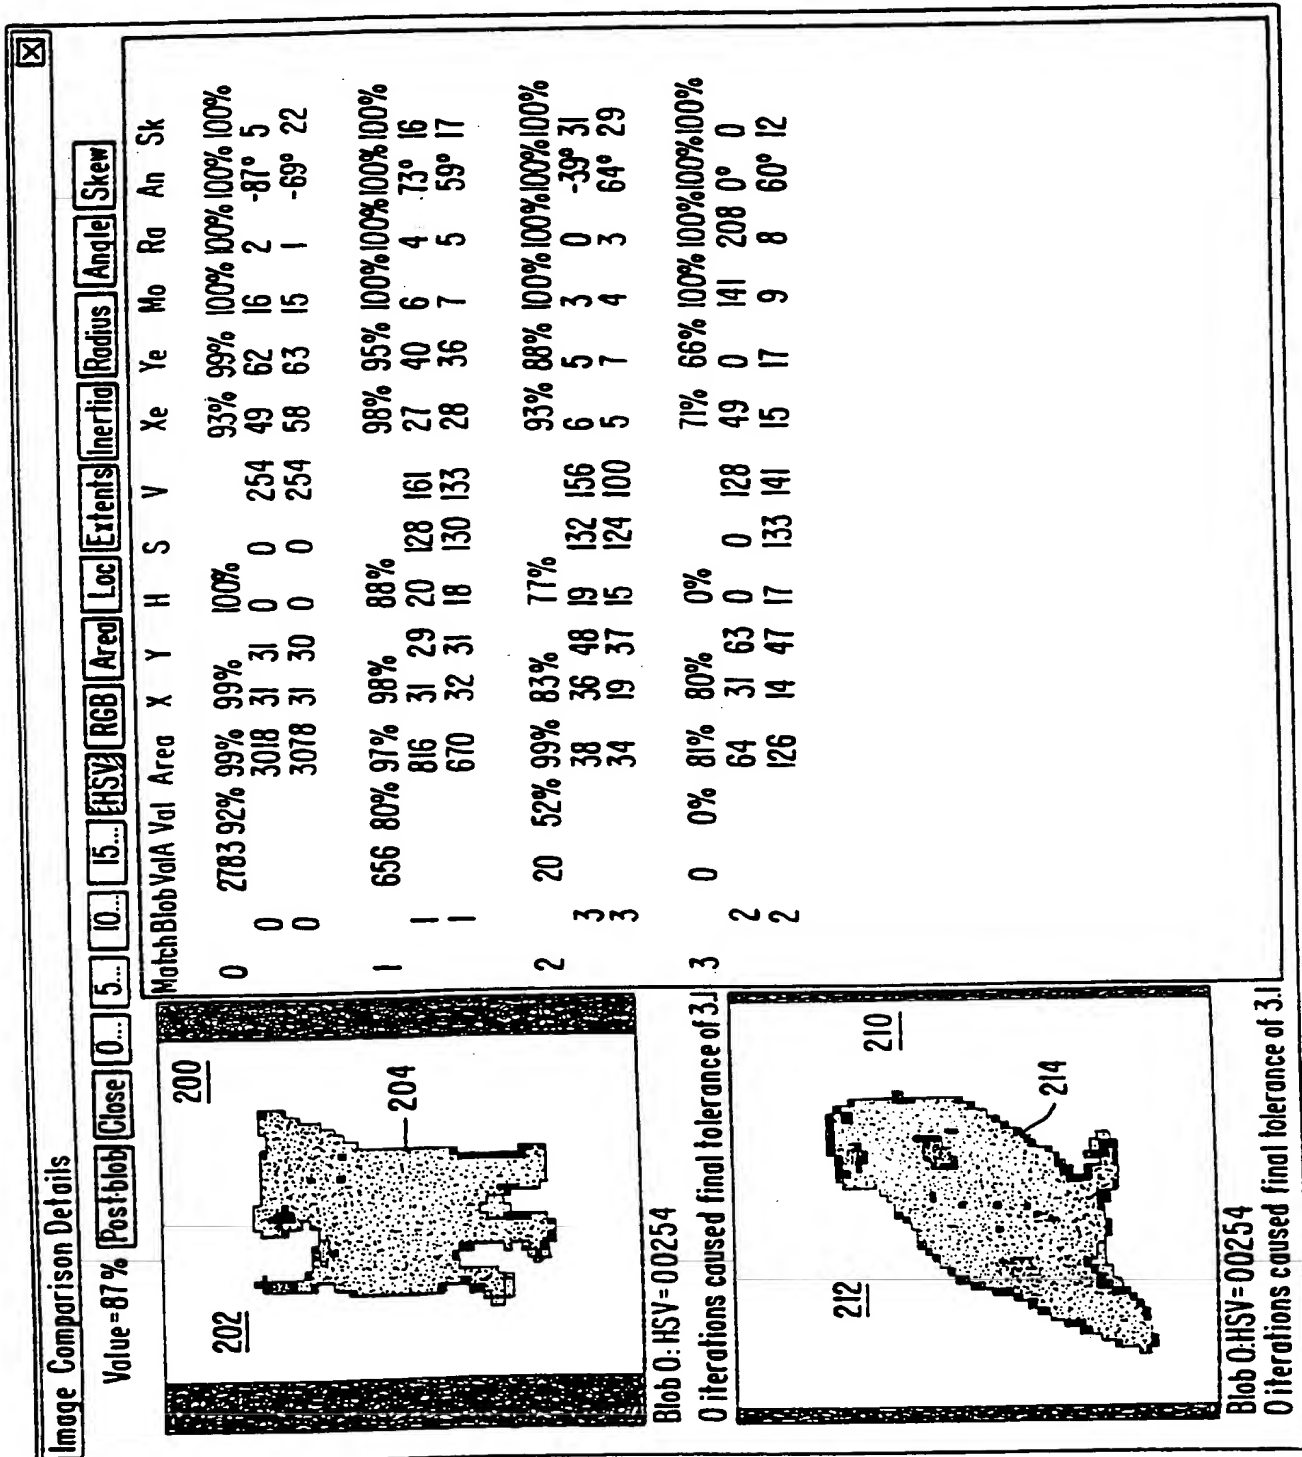 Image Comparison Details
X
Value=87% Post-blob Close 0... 5... 10... 15... HSV RGB Area Loc Extents Inertia Radius Angle Skew
Match Blob ValA Val Area X Y H S V Xe Ye Mo Ra An Sk
0 2783 92% 99% 99% 100% 93% 99% 100% 100% 100% 100%
0 3018 31 31 0 0 254 49 62 16 2 -87° 5
0 3078 31 30 0 0 254 58 63 15 1 -69° 22
1 656 80% 97% 98% 88% 98% 95% 100% 100% 100% 100%
1 816 31 29 20 128 161 27 40 6 4 73° 16
1 670 32 31 18 130 133 28 36 7 5 59° 17
2 20 52% 99% 83% 77% 93% 88% 100% 100% 100% 100%
3 38 36 48 19 132 156 6 5 3 0 -39° 31
3 34 19 37 15 124 100 5 7 4 3 64° 29
3 0 0% 81% 80% 0% 71% 66% 100% 100% 100% 100%
2 64 31 63 0 0 128 49 0 141 208 0° 0
2 126 14 47 17 133 141 15 17 9 8 60° 12
200
202
204
Blob 0: HSV=00254
0 iterations caused final tolerance of 3.1
210
212
214
Blob 0:HSV=00254
0 iterations caused final tolerance of 3.1